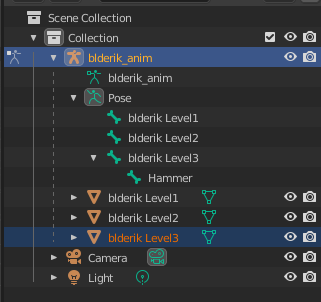 Scene Collection
Collection
blderik_anim
blderik_anim
Pose
blderik Level1
blderik Level2
blderik Level3
Hammer
blderik Level1
blderik Level2
blderik Level3
Camera
Light